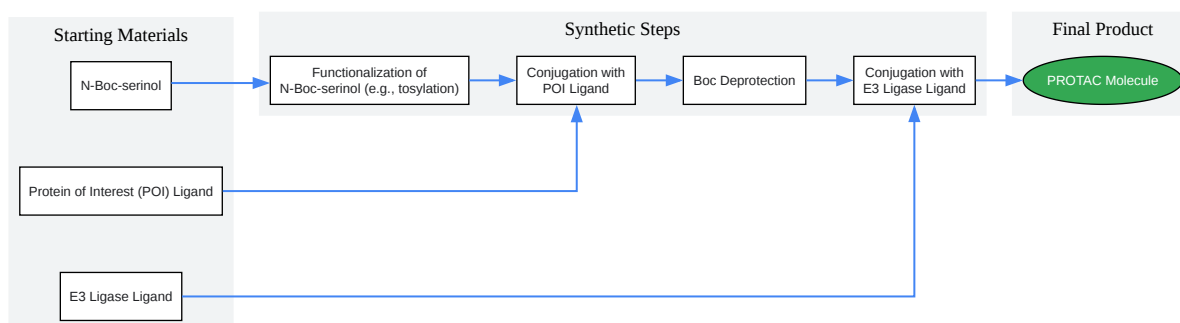 Starting Materials
Synthetic Steps
Final Product
N-Boc-serinol
Functionalization of
N-Boc-serinol (e.g., tosylation)
Conjugation with
POI Ligand
Boc Deprotection
Conjugation with
E3 Ligase Ligand
PROTAC Molecule
Protein of Interest (POI) Ligand
E3 Ligase Ligand